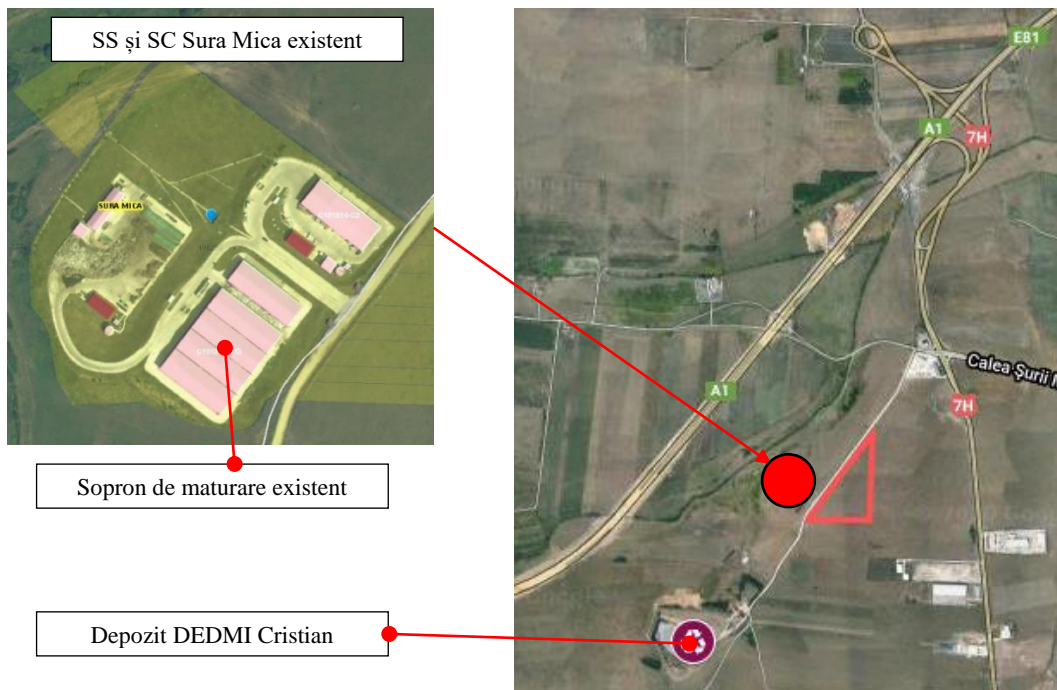 SS și SC Sura Mica existent
SURA MICA
Sopron de maturare existent
Depozit DEDMI Cristian
E81
A1
7H
Calea Șurii
A1
7H